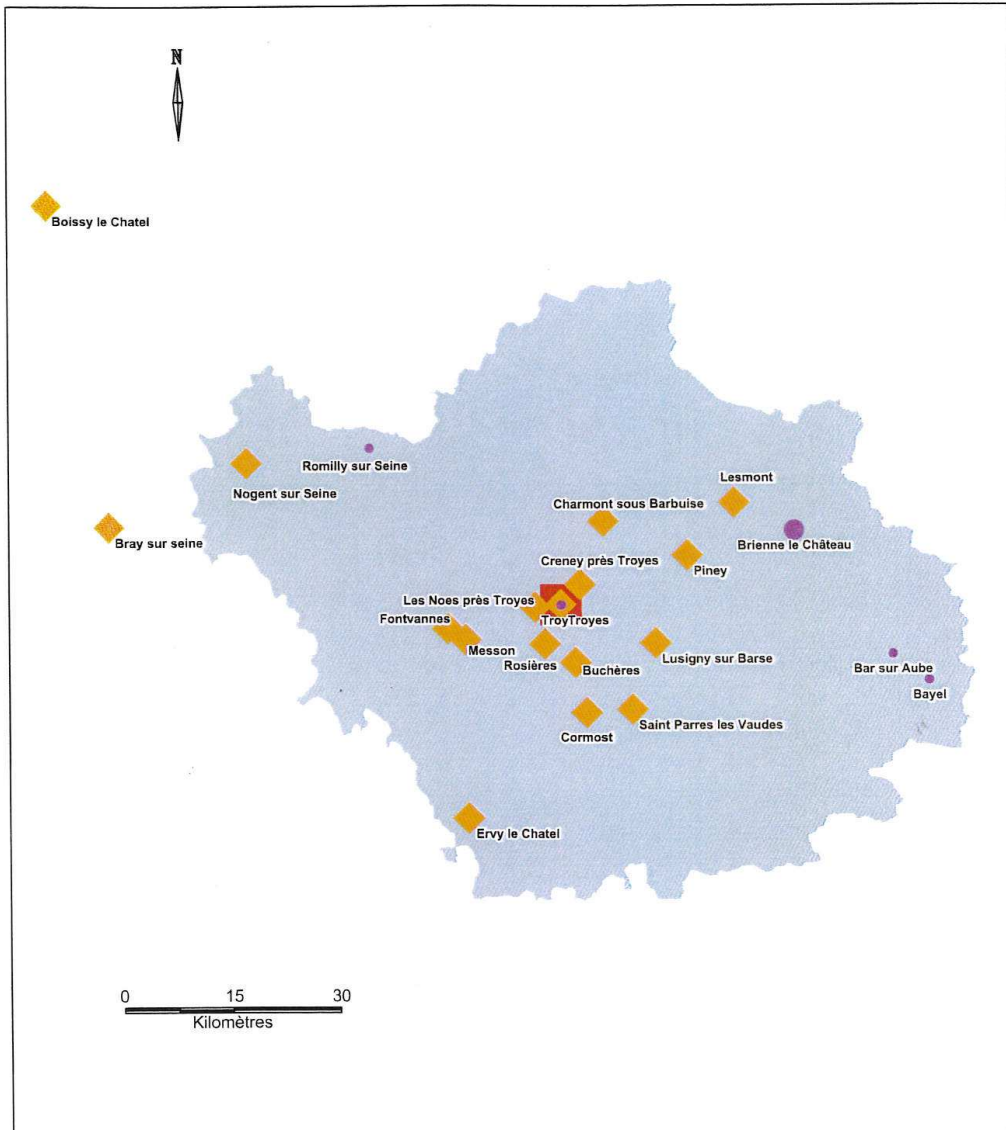 N
Boissy le Chatel
Romilly sur Seine
Nogent sur Seine
Lesmont
Charmont sous Barbuise
Bray sur seine
Brienne le Château
Creney près Troyes
Piney
Les Noes près Troyes
Fontvannes
TroyTroyes
Messon
Rosières
Buchères
Lusigny sur Barse
Bar sur Aube
Bayel
Saint Parres les Vaudes
Cormost
Ervy le Chatel
0 15 30
Kilomètres